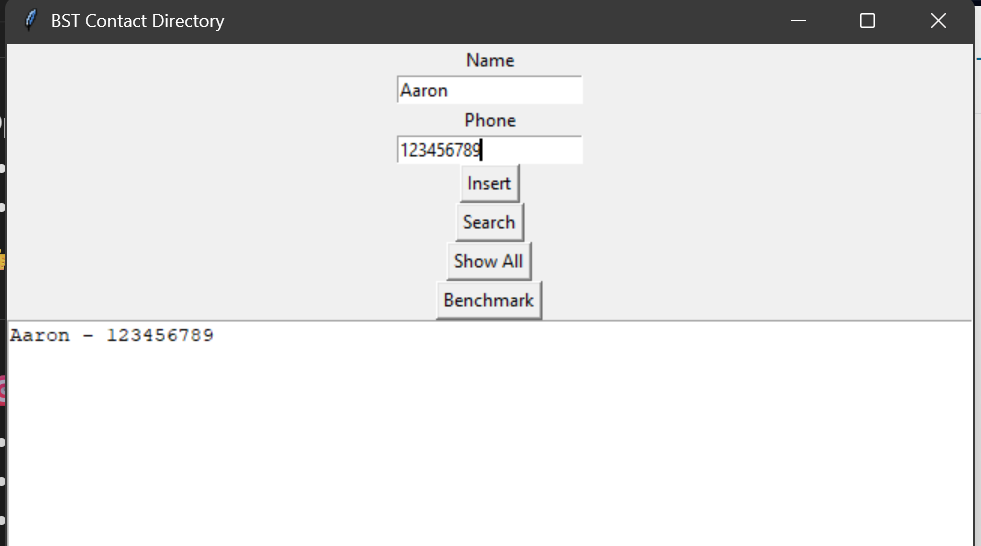 BST Contact Directory
Name
Aaron
Phone
123456789
Insert
Search
Show All
Benchmark
Aaron - 123456789